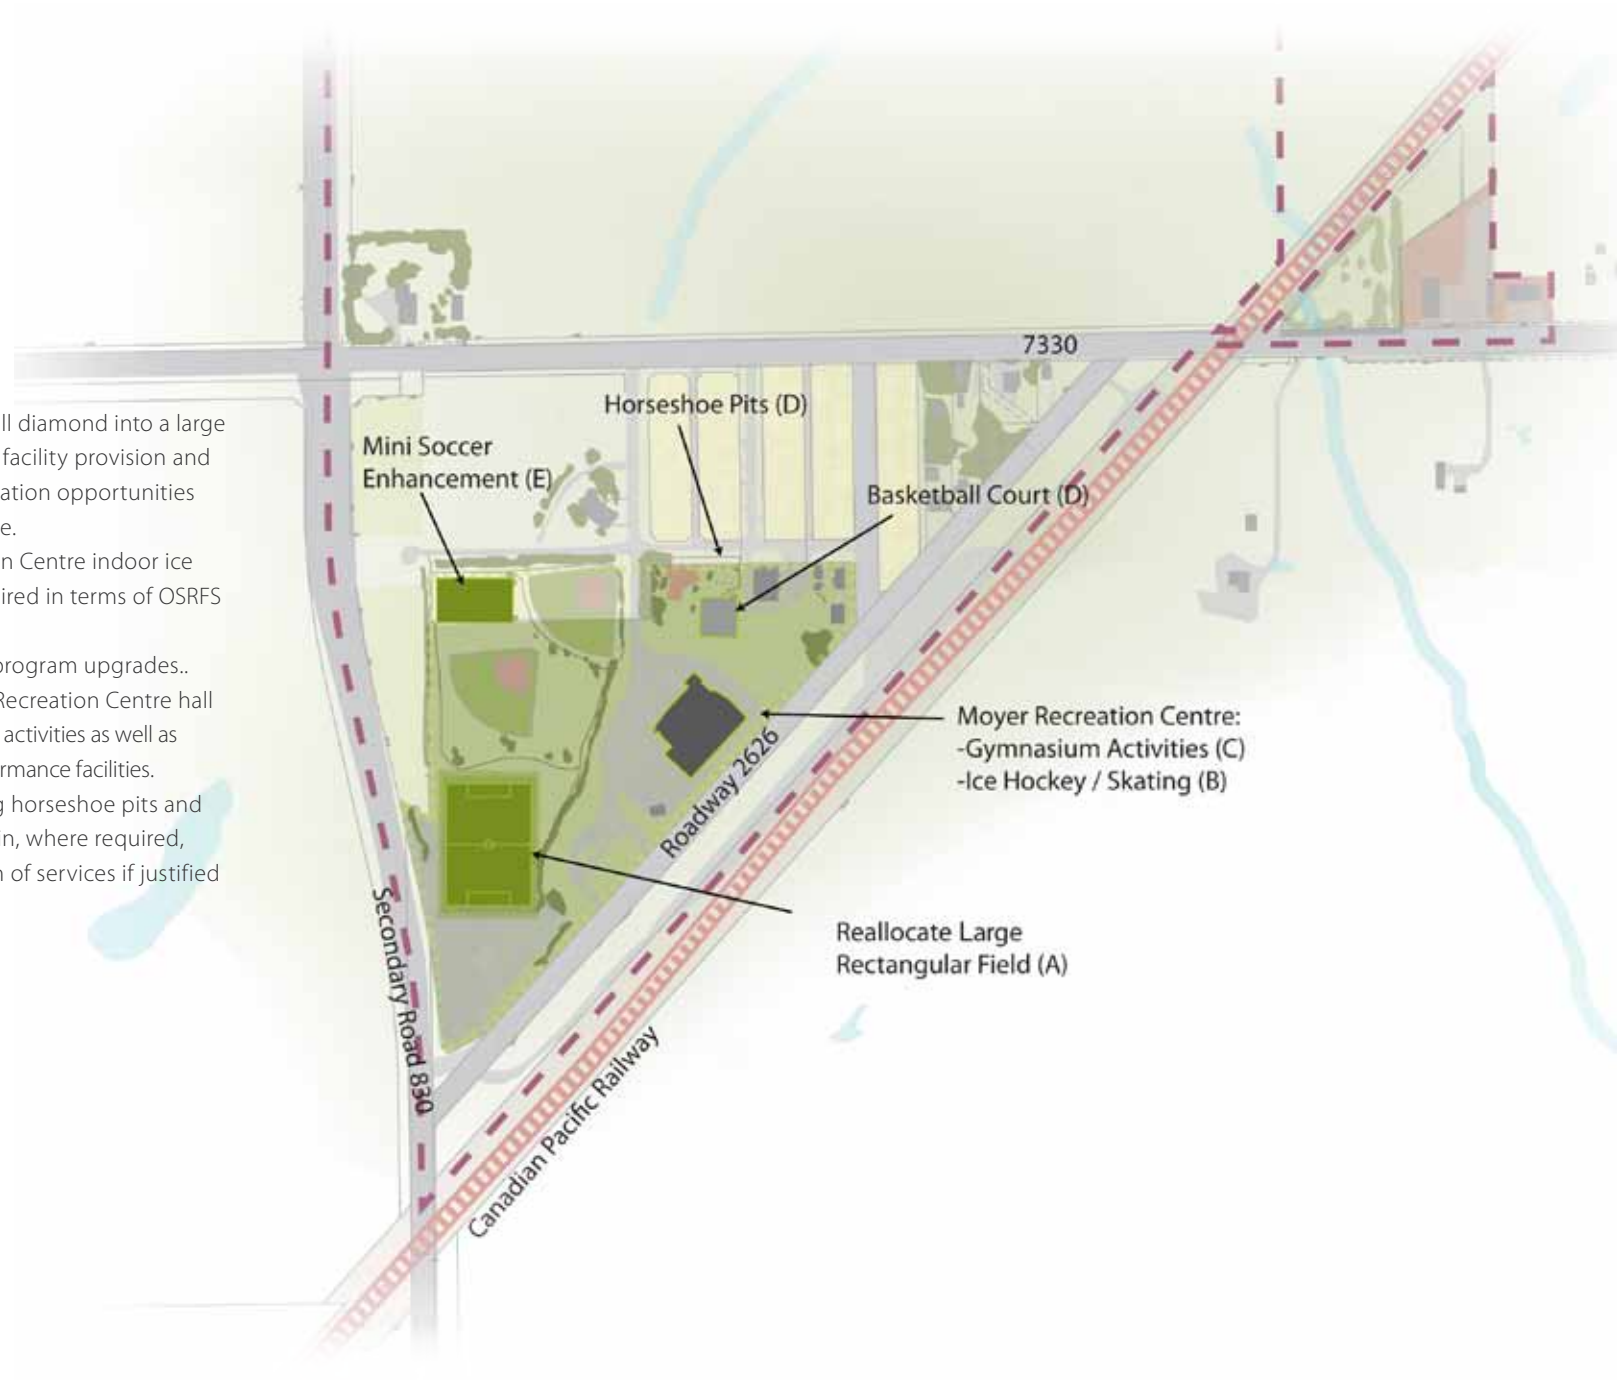 ll diamond into a large
facility provision and
ation opportunities
e.
n Centre indoor ice
ired in terms of OSRFS
program upgrades..
Recreation Centre hall
activities as well as
rmance facilities.
g horseshoe pits and
in, where required,
n of services if justified
7330
Horseshoe Pits (D)
Mini Soccer
Enhancement (E)
Basketball Court (D)
Moyer Recreation Centre:
-Gymnasium Activities (C)
-Ice Hockey / Skating (B)
Roadway 2626
Reallocate Large
Rectangular Field (A)
Secondary Road 830
Canadian Pacific Railway